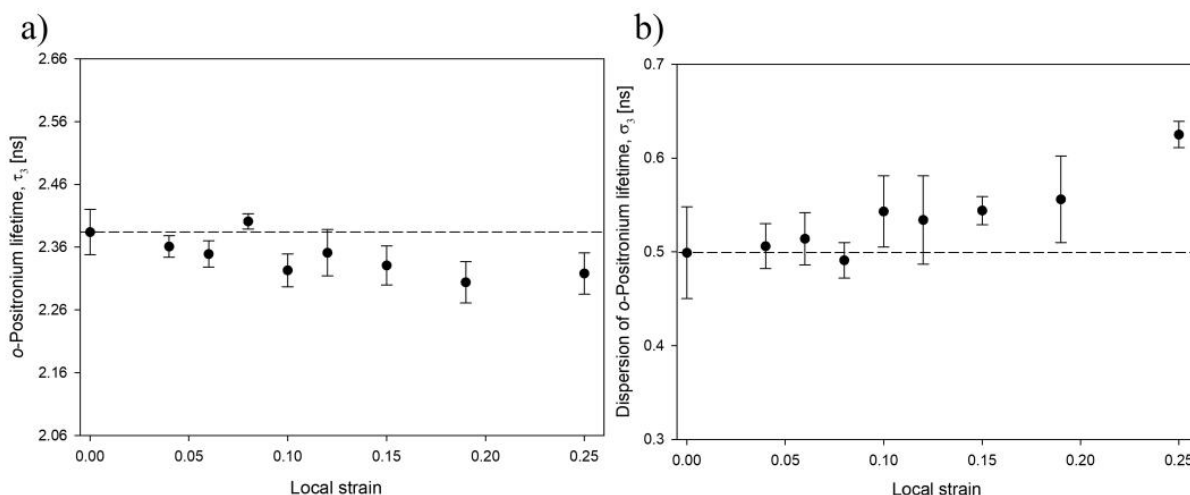 a)
2.66
2.56
2.46
2.36
2.26
2.16
2.06
o-Positronium lifetime, τ₃ [ns]
0.00 0.05 0.10 0.15 0.20 0.25
Local strain
b)
0.7
0.6
0.5
0.4
0.3
Dispersion of o-Positronium lifetime, σ₃ [ns]
0.00 0.05 0.10 0.15 0.20 0.25
Local strain